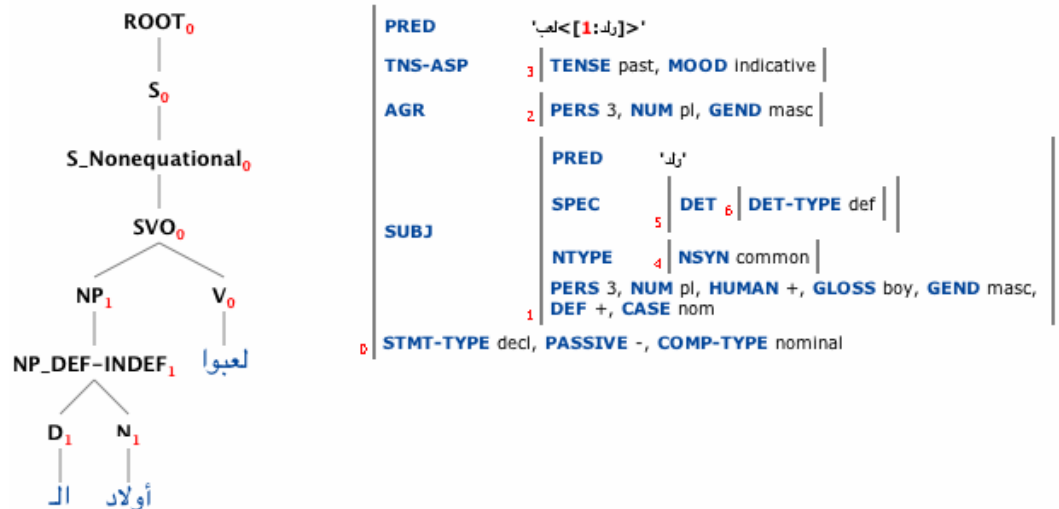 ROOT0
S0
S_Nonequational0
SVO0
NP1 V0
NP_DEF-INDEF1 لعبوا
D1 N1
الـ أولاد
PRED 'لعب<[1:ولد]>'
TNS-ASP 3 TENSE past, MOOD indicative
AGR 2 PERS 3, NUM pl, GEND masc
PRED 'ولد'
SPEC 5 DET 6 DET-TYPE def
SUBJ
NTYPE 4 NSYN common
PERS 3, NUM pl, HUMAN +, GLOSS boy, GEND masc,
1 DEF +, CASE nom
0 STMT-TYPE decl, PASSIVE -, COMP-TYPE nominal